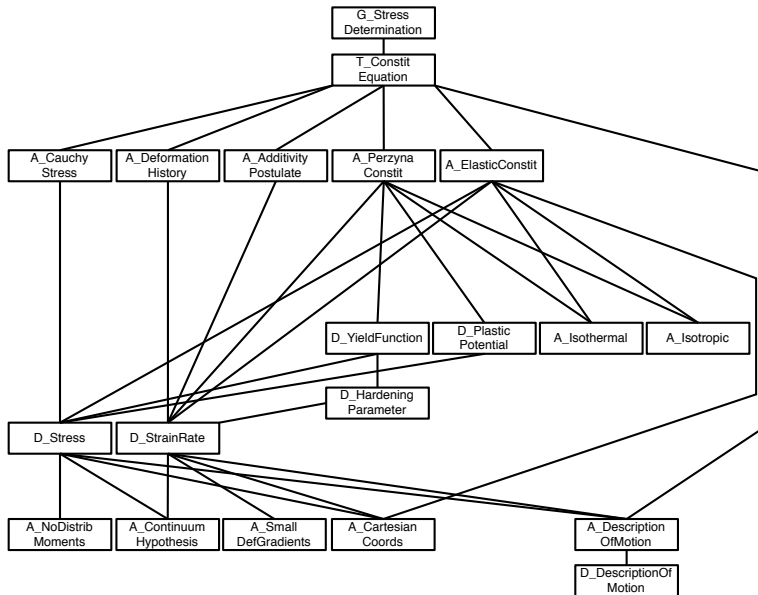 G_Stress
Determination
T_Constit
Equation
A_Cauchy
Stress
A_Deformation
History
A_Additivity
Postulate
A_Perzyna
Constit
A_ElasticConstit
D_YieldFunction
D_Plastic
Potential
A_Isothermal
A_Isotropic
D_Hardening
Parameter
D_Stress
D_StrainRate
A_NoDistrib
Moments
A_Continuum
Hypothesis
A_Small
DefGradients
A_Cartesian
Coords
A_Description
OfMotion
D_DescriptionOf
Motion